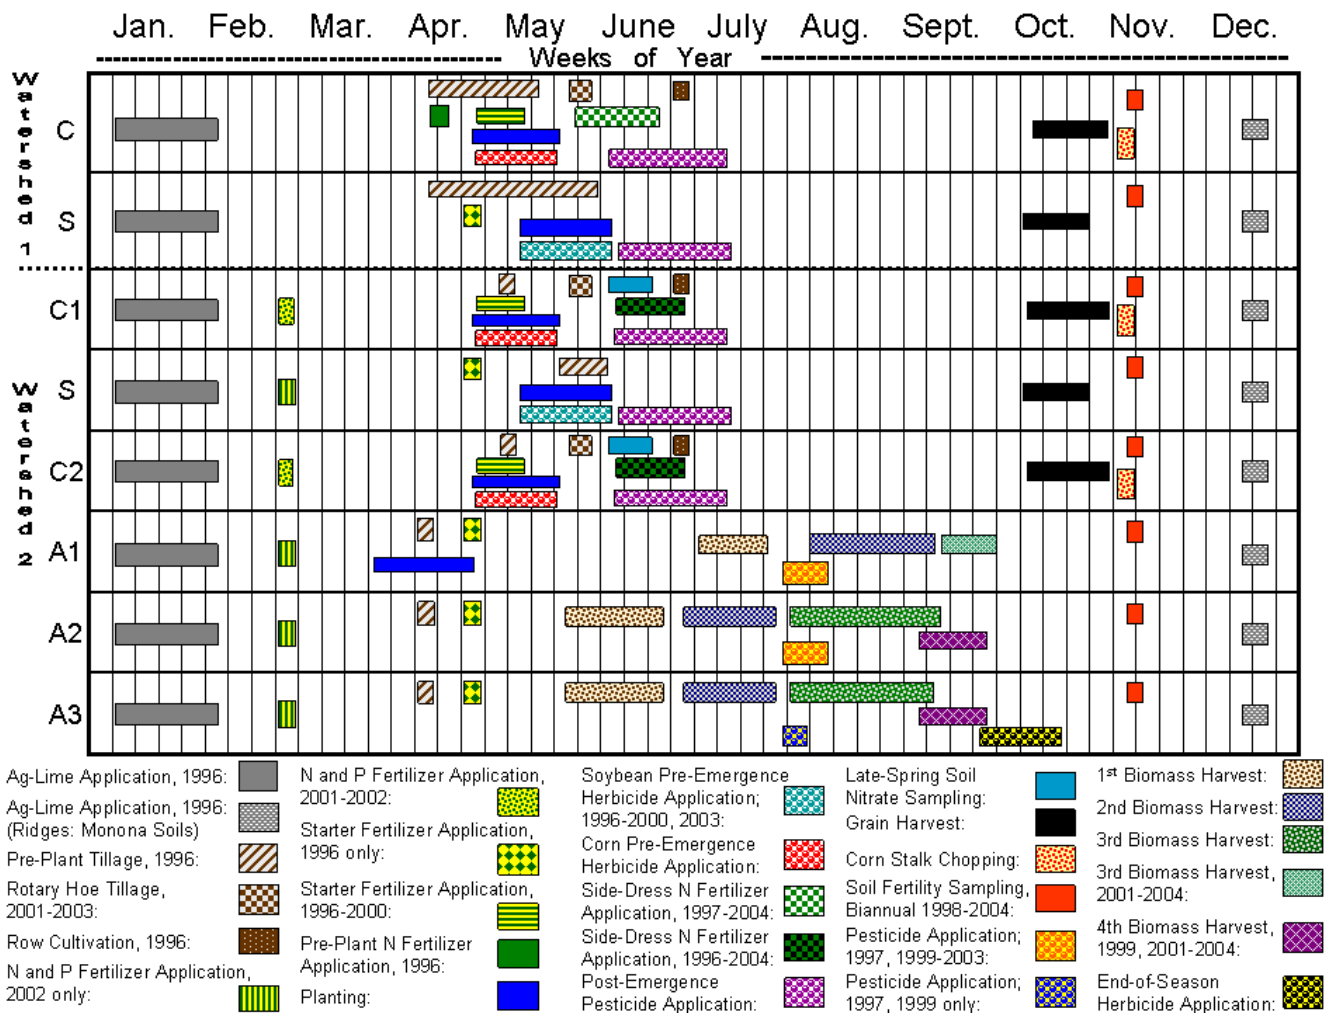 Jan. Feb. Mar. Apr. May June July Aug. Sept. Oct. Nov. Dec.
Weeks of Year
Watershed 1
C
S
Watershed 2
C1
S
C2
A1
A2
A3
Ag-Lime Application, 1996:
Ag-Lime Application, 1996:
(Ridges: Monona Soils)
Pre-Plant Tillage, 1996:
Rotary Hoe Tillage,
2001-2003:
Row Cultivation, 1996:
N and P Fertilizer Application,
2002 only:
N and P Fertilizer Application,
2001-2002:
Starter Fertilizer Application,
1996 only:
Starter Fertilizer Application,
1996-2000:
Pre-Plant N Fertilizer
Application, 1996:
Planting:
Soybean Pre-Emergence
Herbicide Application;
1996-2000, 2003:
Corn Pre-Emergence
Herbicide Application:
Side-Dress N Fertilizer
Application, 1997-2004:
Side-Dress N Fertilizer
Application, 1996-2004:
Post-Emergence
Pesticide Application:
Late-Spring Soil
Nitrate Sampling:
Grain Harvest:
Corn Stalk Chopping:
Soil Fertility Sampling,
Biannual 1998-2004:
Pesticide Application;
1997, 1999-2003:
Pesticide Application;
1997, 1999 only:
1st Biomass Harvest:
2nd Biomass Harvest:
3rd Biomass Harvest:
3rd Biomass Harvest,
2001-2004:
4th Biomass Harvest,
1999, 2001-2004:
End-of-Season
Herbicide Application: